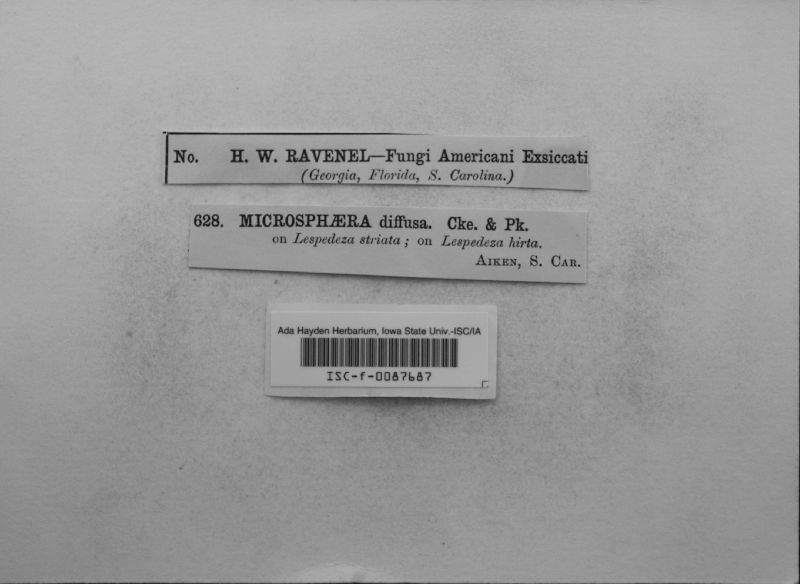 No. H. W. RAVENEL—Fungi Americani Exsiccati
(Georgia, Florida, S. Carolina.)
628. MICROSPHÆRA diffusa. Cke. & Pk.
on Lespedeza striata; on Lespedeza hirta.
AIKEN, S. CAR.
Ada Hayden Herbarium, Iowa State Univ.-ISC/IA
ISC-f-0087687